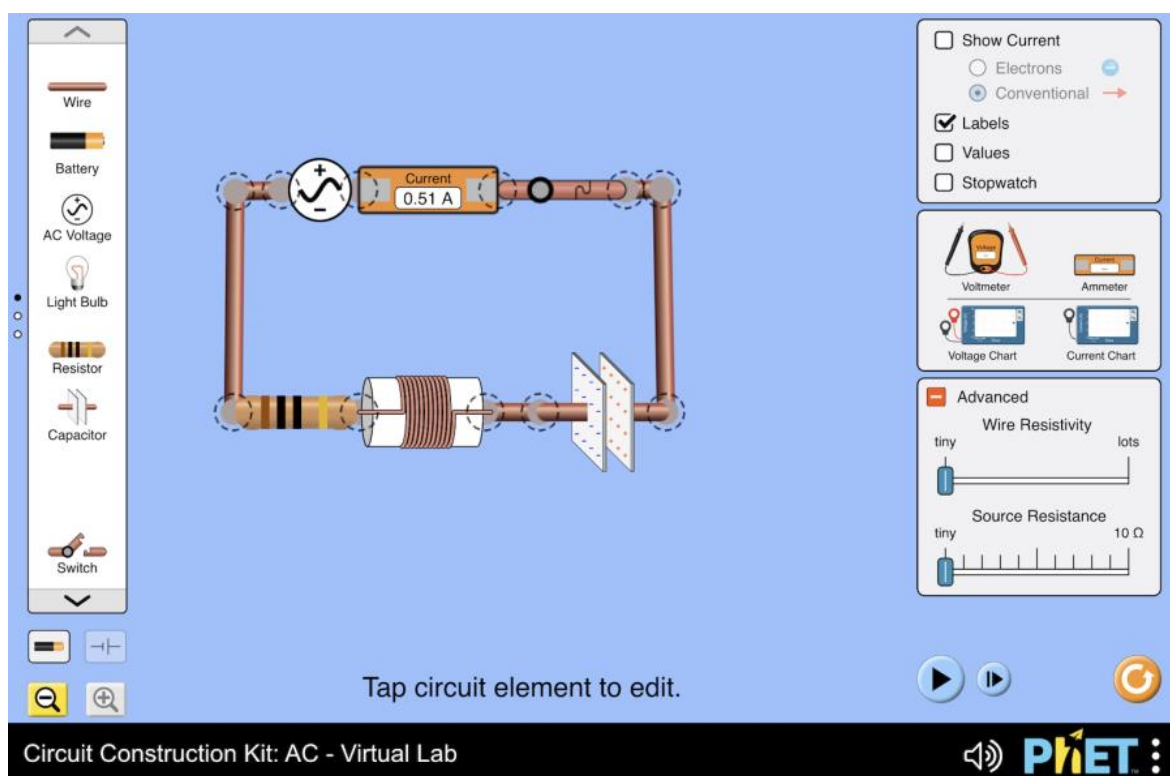 Wire
Battery
AC Voltage
Light Bulb
Resistor
Capacitor
Switch
Current
0.51 A
Tap circuit element to edit.
Show Current
Electrons
Conventional
Labels
Values
Stopwatch
Voltage
Voltmeter
Current
Ammeter
Voltage Chart
Current Chart
Advanced
Wire Resistivity
tiny lots
Source Resistance
tiny 10 Ω
Circuit Construction Kit: AC - Virtual Lab
PhET